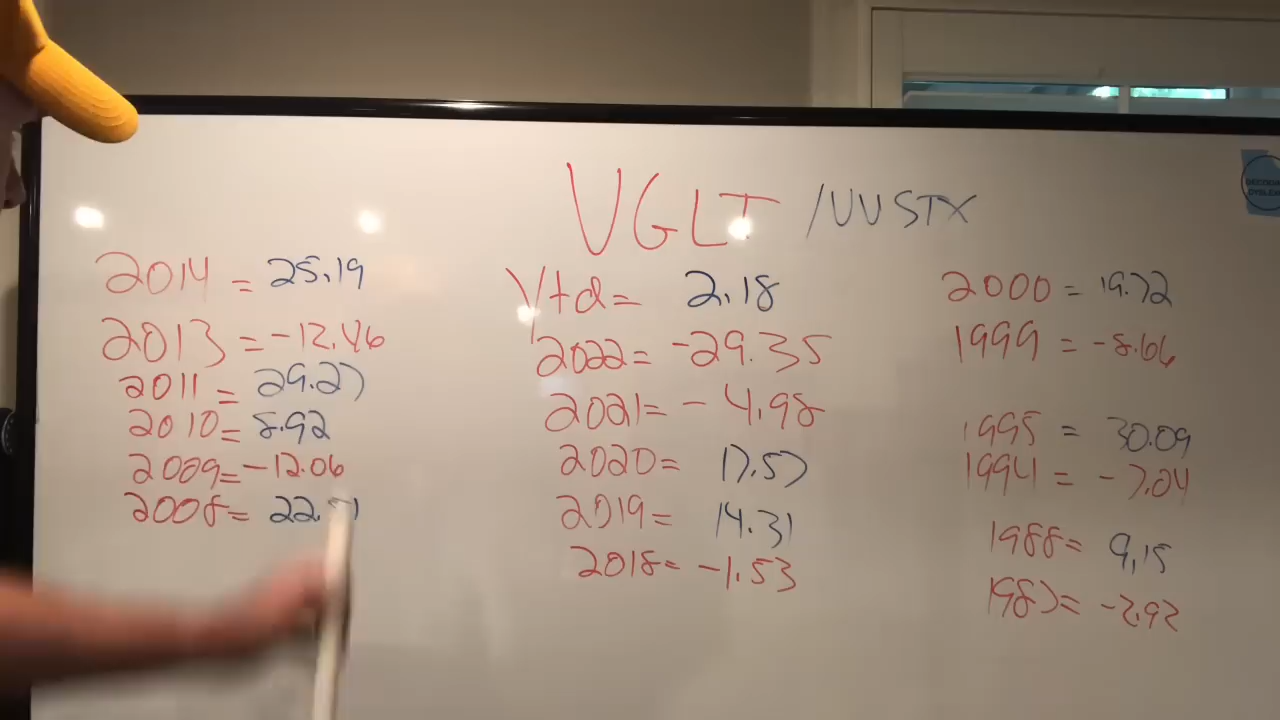 VGLT /VUSTX
2014 = 25.19
2013 = -12.46
2011 = 29.27
2010 = 8.92
2009 = -12.06
2008 =
Ytd = 2.18
2022 = -29.35
2021 = -4.98
2020 = 17.57
2019 = 14.31
2018 = -1.53
2000 = 19.72
1999 = -8.66
1995 = 30.09
1994 = -7.04
1988 = 9.15
1987 = -2.92